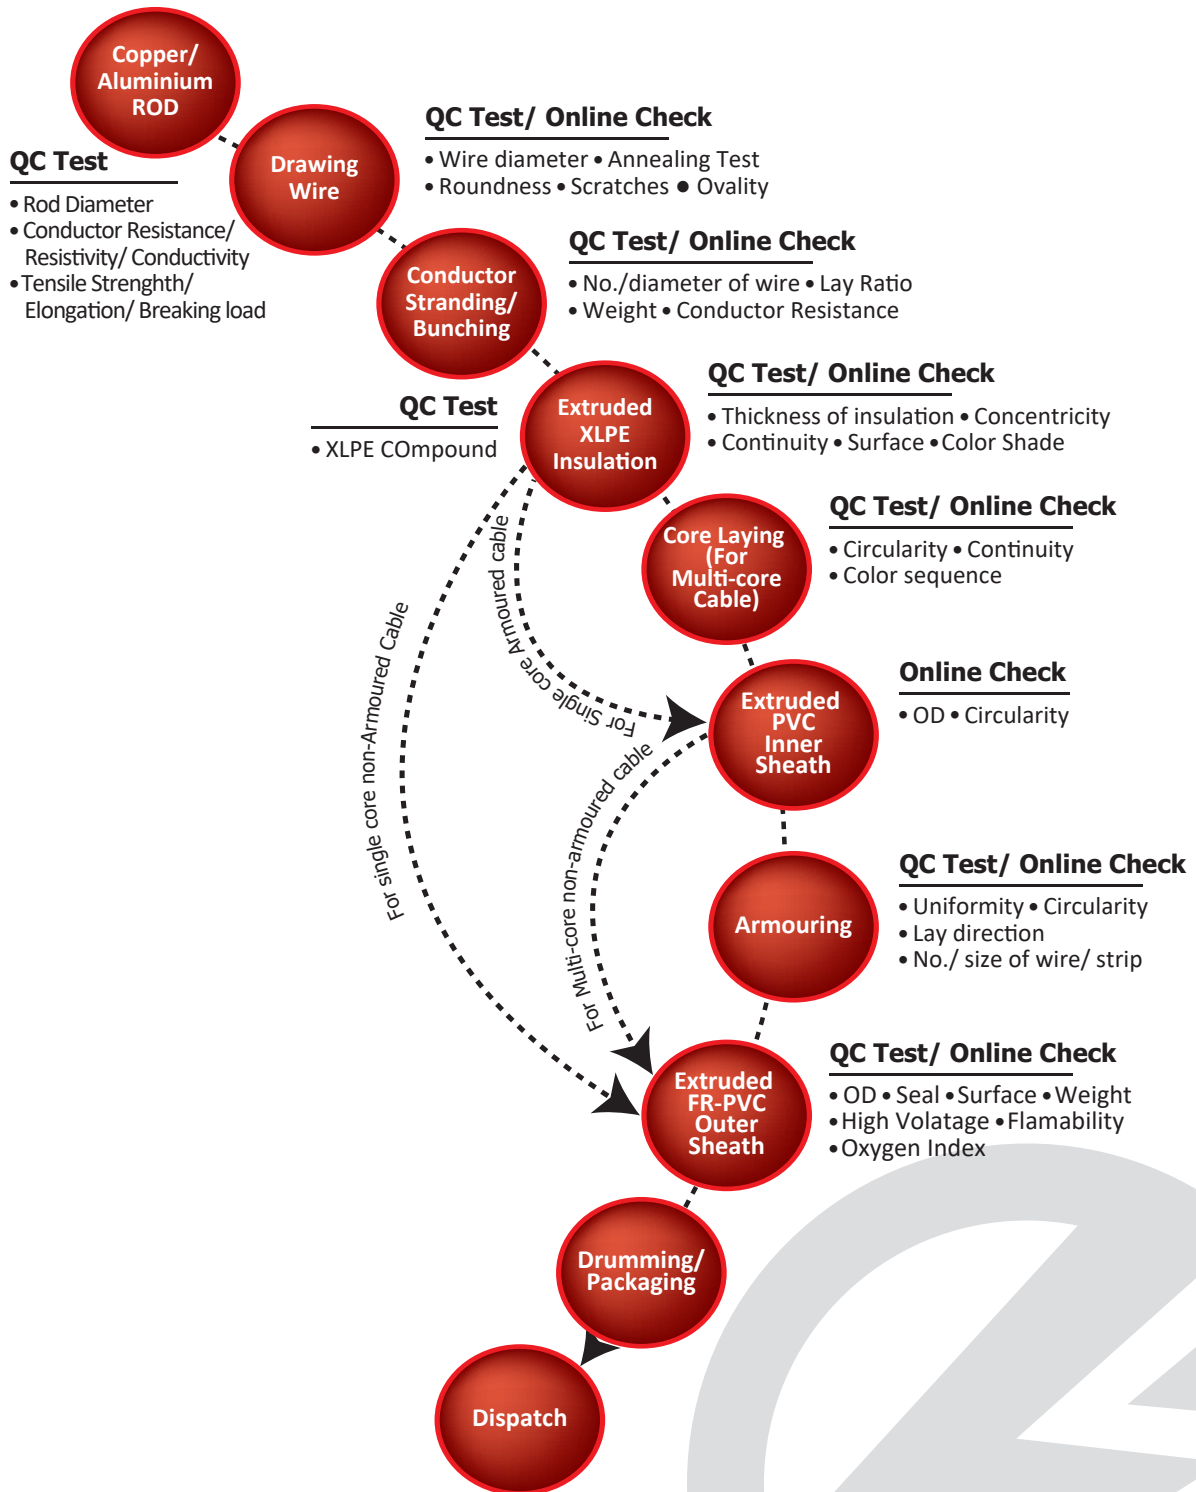 Copper/
Aluminium
ROD
QC Test
• Rod Diameter
• Conductor Resistance/
Resistivity/ Conductivity
• Tensile Strenghth/
Elongation/ Breaking load
Drawing
Wire
QC Test/ Online Check
• Wire diameter • Annealing Test
• Roundness • Scratches ● Ovality
Conductor
Stranding/
Bunching
QC Test/ Online Check
• No./diameter of wire • Lay Ratio
• Weight • Conductor Resistance
QC Test
• XLPE COmpound
Extruded
XLPE
Insulation
QC Test/ Online Check
• Thickness of insulation • Concentricity
• Continuity • Surface • Color Shade
Core Laying
(For
Multi-core
Cable)
QC Test/ Online Check
• Circularity • Continuity
• Color sequence
For single core non-Armoured Cable
For Single core Armoured cable
Extruded
PVC
Inner
Sheath
Online Check
• OD • Circularity
For Multi-core non-armoured cable
Armouring
QC Test/ Online Check
• Uniformity • Circularity
• Lay direction
• No./ size of wire/ strip
Extruded
FR-PVC
Outer
Sheath
QC Test/ Online Check
• OD • Seal • Surface • Weight
• High Volatage • Flamability
• Oxygen Index
Drumming/
Packaging
Dispatch